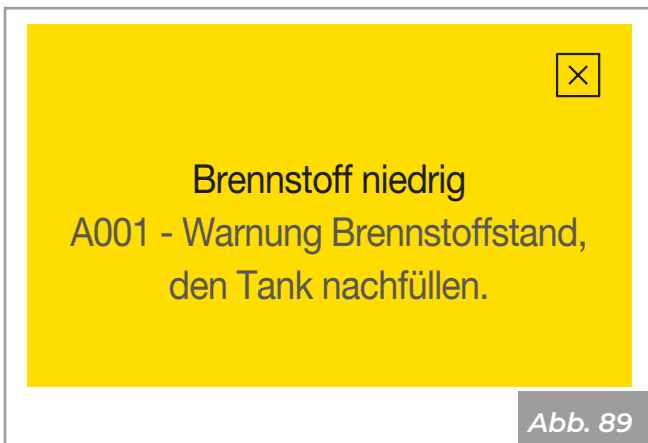 Brennstoff niedrig
A001 - Warnung Brennstoffstand,
den Tank nachfüllen.
Abb. 89